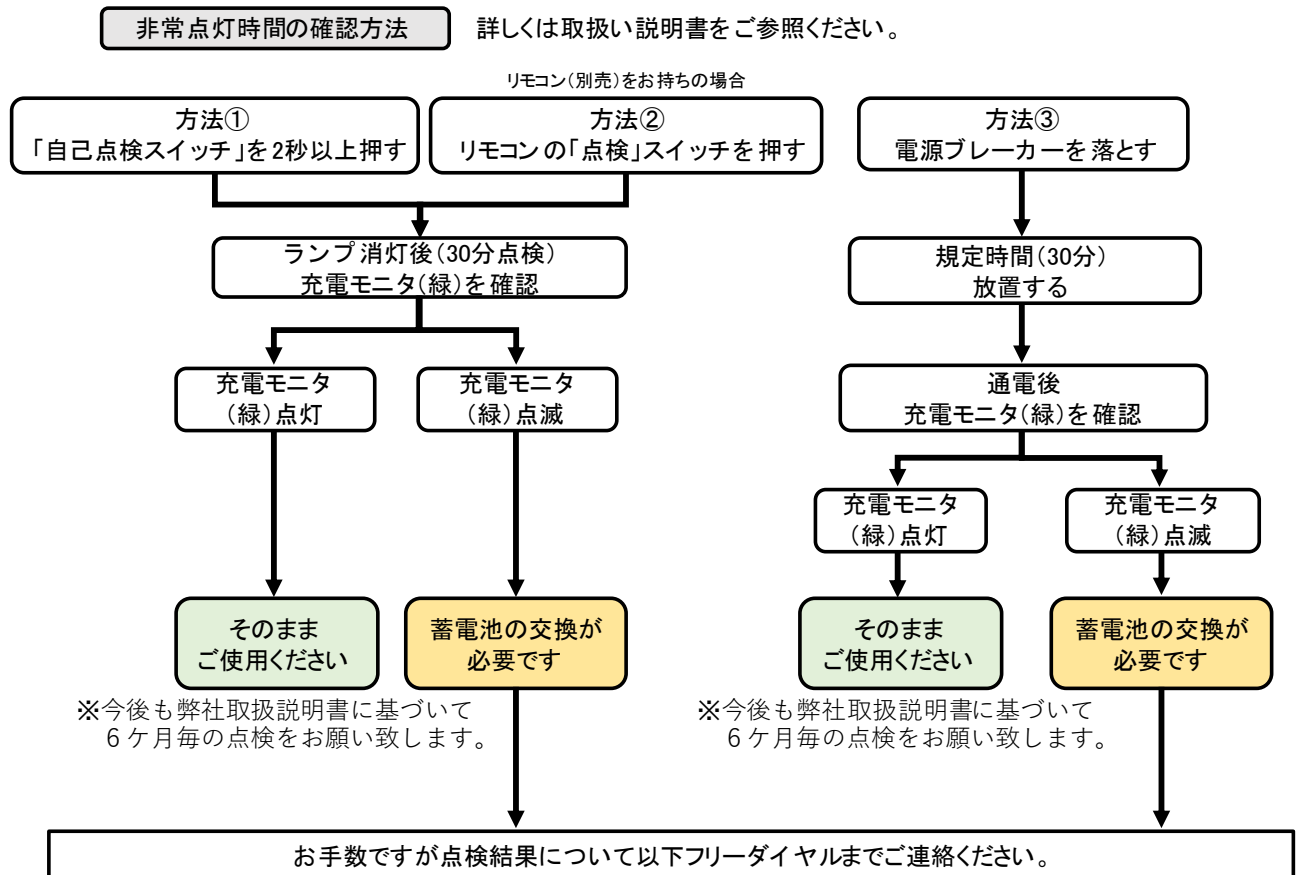 非常点灯時間の確認方法
詳しくは取扱い説明書をご参照ください。
リモコン(別売)をお持ちの場合
方法①
「自己点検スイッチ」を2秒以上押す
方法②
リモコンの「点検」スイッチを押す
方法③
電源ブレーカーを落とす
ランプ消灯後(30分点検)
充電モニタ(緑)を確認
規定時間(30分)
放置する
充電モニタ
(緑)点灯
充電モニタ
(緑)点滅
通電後
充電モニタ(緑)を確認
充電モニタ
(緑)点灯
充電モニタ
(緑)点滅
そのまま
ご使用ください
蓄電池の交換が
必要です
そのまま
ご使用ください
蓄電池の交換が
必要です
※今後も弊社取扱説明書に基づいて
6ケ月毎の点検をお願い致します。
※今後も弊社取扱説明書に基づいて
6ケ月毎の点検をお願い致します。
お手数ですが点検結果について以下フリーダイヤルまでご連絡ください。